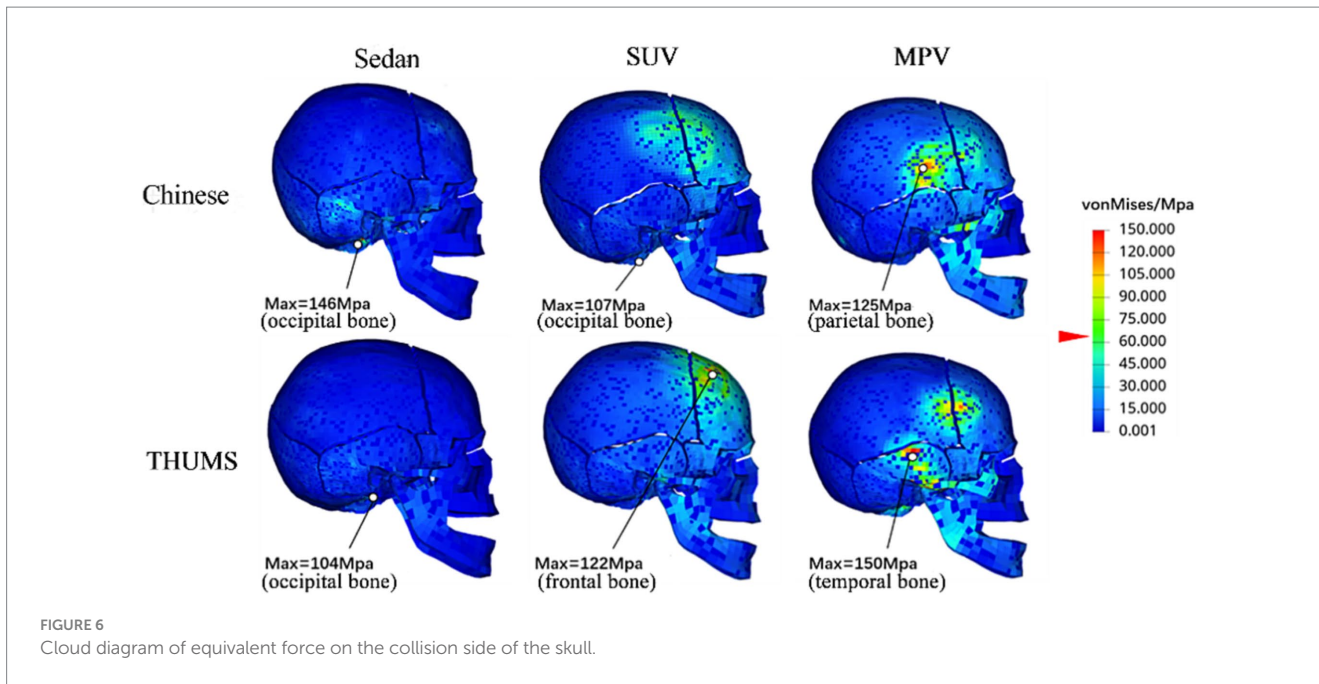 Sedan
SUV
MPV
Chinese
Max=146Mpa
(occipital bone)
Max=107Mpa
(occipital bone)
Max=125Mpa
(parietal bone)
vonMises/Mpa
150.000
120.000
105.000
90.000
75.000
60.000
45.000
30.000
15.000
0.001
THUMS
Max=104Mpa
(occipital bone)
Max=122Mpa
(frontal bone)
Max=150Mpa
(temporal bone)
FIGURE 6
Cloud diagram of equivalent force on the collision side of the skull.